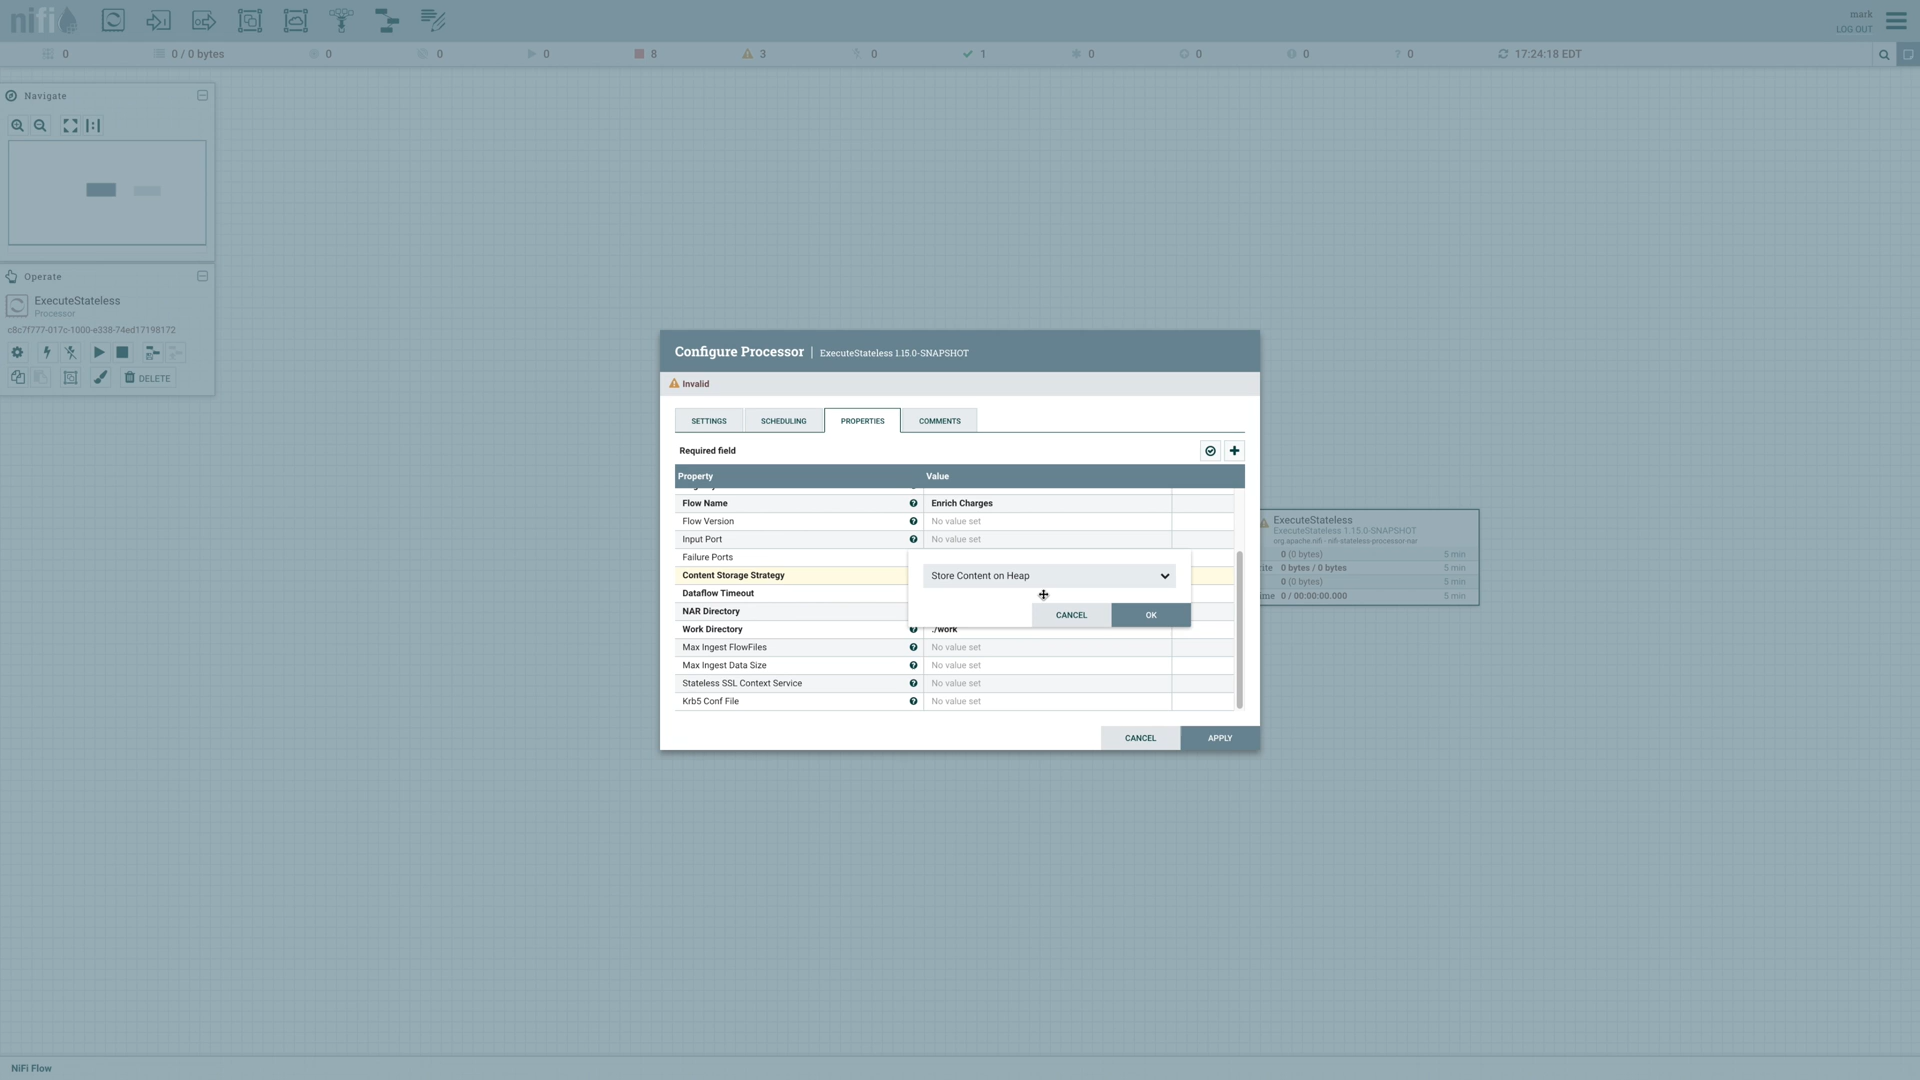 nifi
mark
LOG OUT
0
0 / 0 bytes
0
0
0
8
3
0
1
0
0
0
0
17:24:18 EDT
Navigate
Operate
ExecuteStateless
Processor
c8c7f777-017c-1000-e338-74ed17198172
DELETE
Configure Processor | ExecuteStateless 1.15.0-SNAPSHOT
Invalid
SETTINGS
SCHEDULING
PROPERTIES
COMMENTS
Required field
Property Value
Flow Name Enrich Charges
Flow Version No value set
Input Port No value set
Failure Ports
Content Storage Strategy Store Content on Heap
Dataflow Timeout
NAR Directory
CANCEL OK
Work Directory ./work
Max Ingest FlowFiles No value set
Max Ingest Data Size No value set
Stateless SSL Context Service No value set
Krb5 Conf File No value set
CANCEL APPLY
ExecuteStateless
ExecuteStateless 1.15.0-SNAPSHOT
org.apache.nifi - nifi-stateless-processor-nar
0 (0 bytes) 5 min
0 bytes / 0 bytes 5 min
0 (0 bytes) 5 min
0 / 00:00:00.000 5 min
NiFi Flow